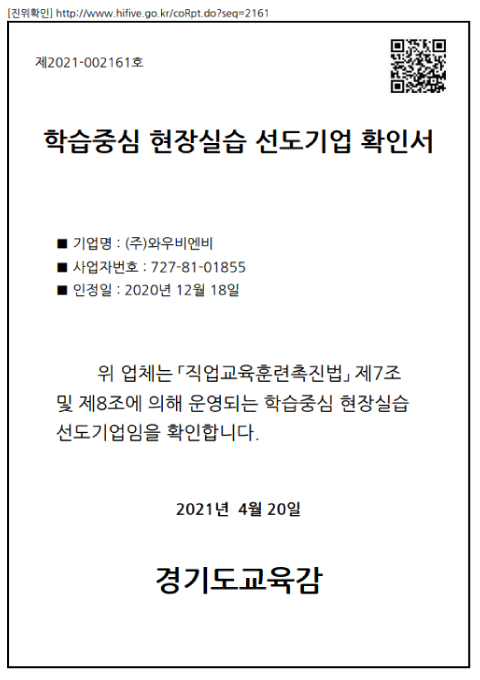 [진위확인] http://www.hifive.go.kr/coRpt.do?seq=2161
제2021-002161호
학습중심 현장실습 선도기업 확인서
■ 기업명 : (주)와우비엔비
■ 사업자번호 : 727-81-01855
■ 인정일 : 2020년 12월 18일
위 업체는 「직업교육훈련촉진법」 제7조
및 제8조에 의해 운영되는 학습중심 현장실습
선도기업임을 확인합니다.
2021년 4월 20일
경기도교육감